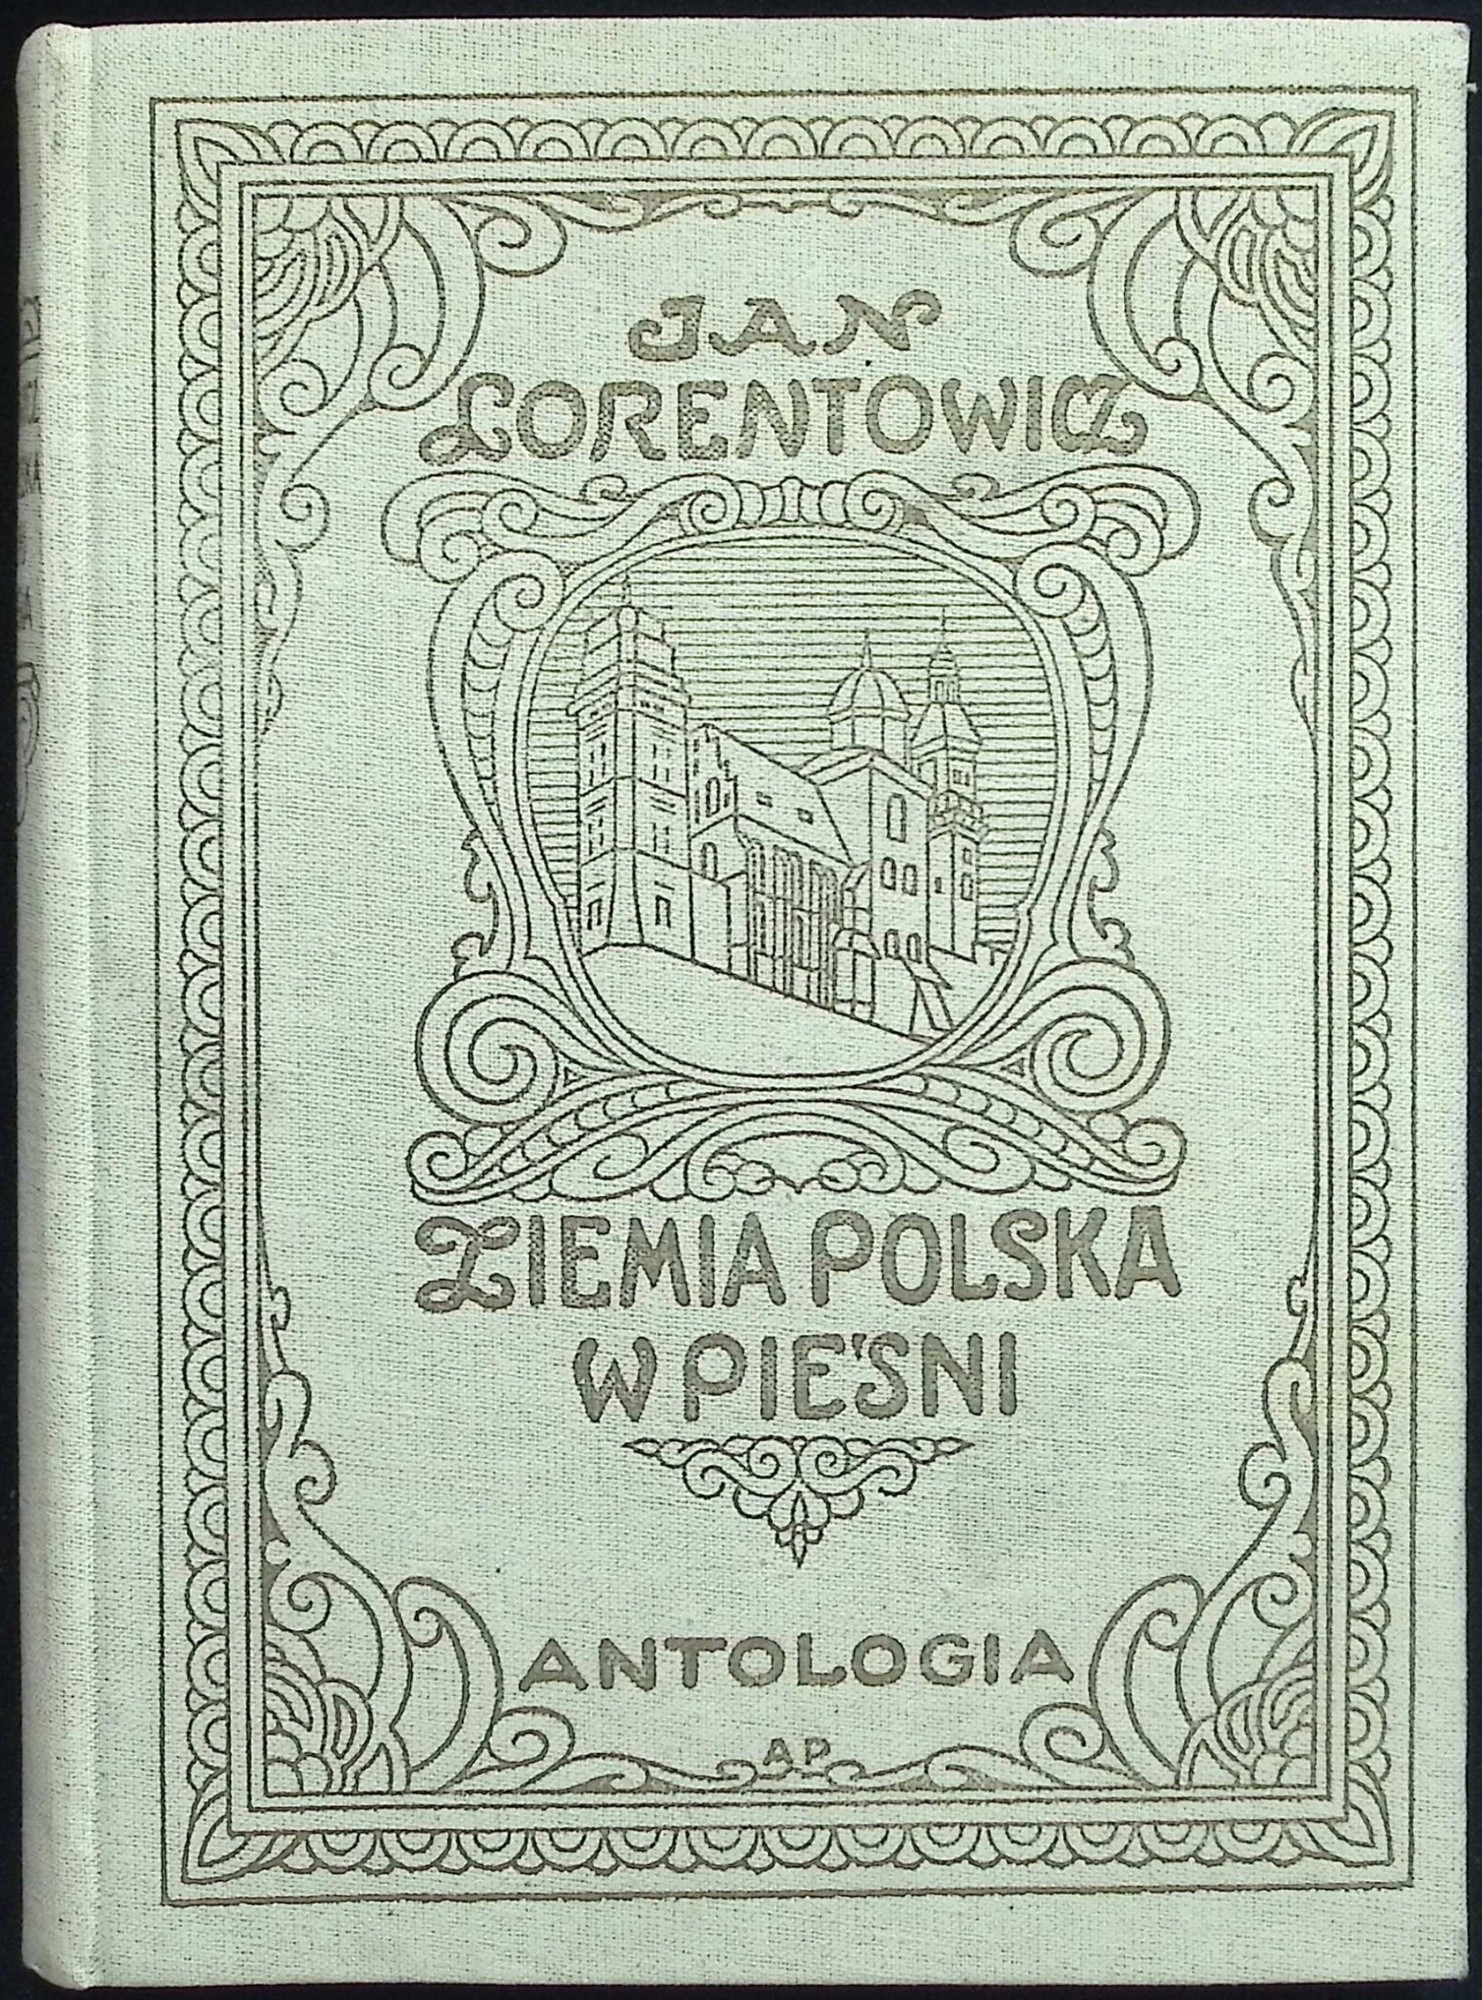 JAN
LORENTOWICZ
ZIEMIA POLSKA
W PIEŚNI
ANTOLOGIA
AP